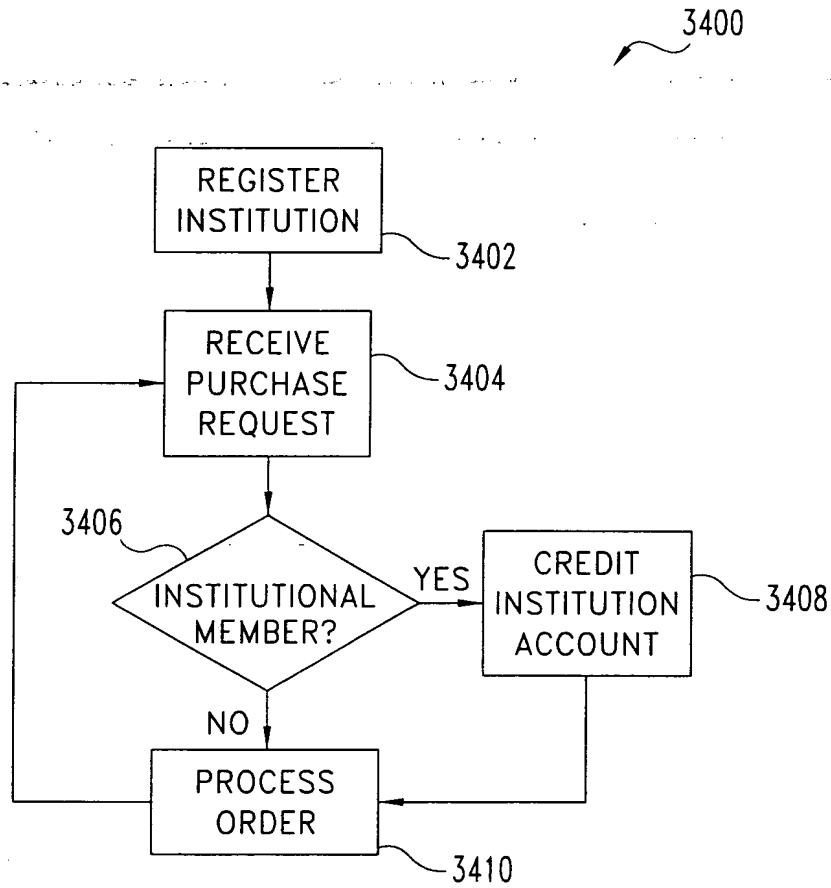 3400
REGISTER
INSTITUTION
3402
RECEIVE
PURCHASE
REQUEST
3404
3406
INSTITUTIONAL
MEMBER?
YES
CREDIT
INSTITUTION
ACCOUNT
3408
NO
PROCESS
ORDER
3410